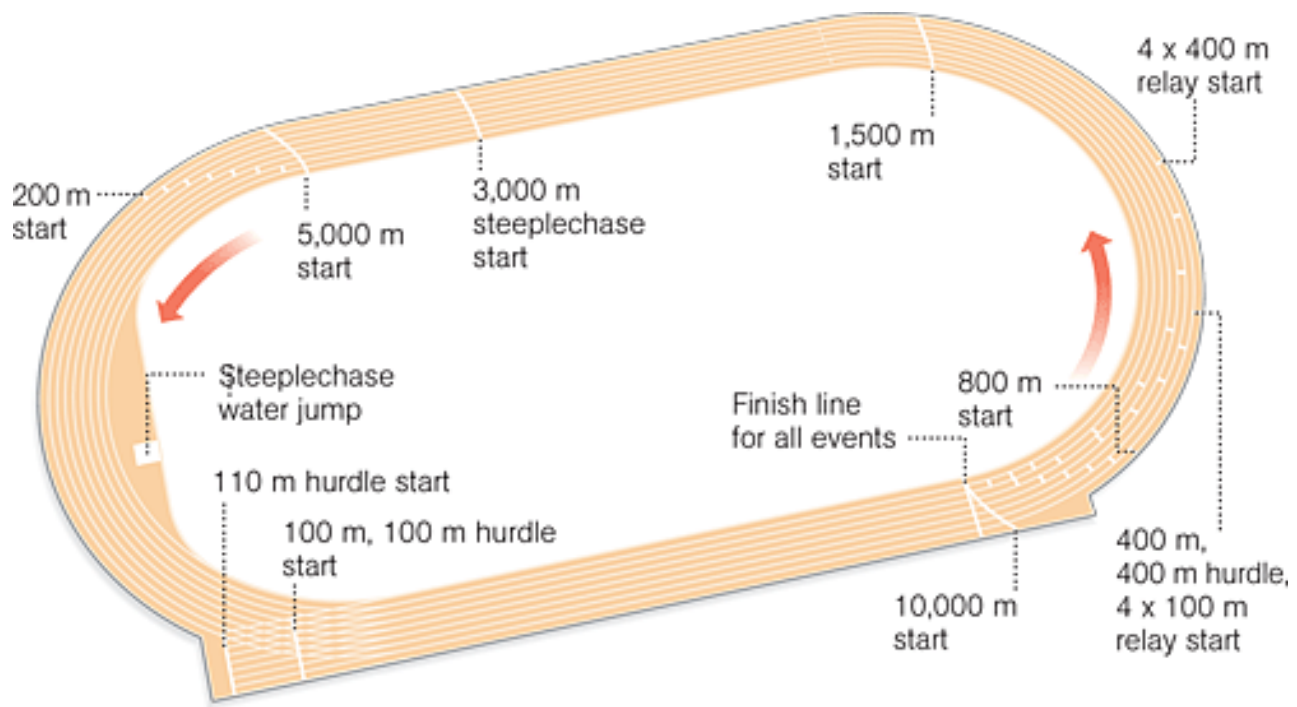 4 x 400 m
relay start
1,500 m
start
200 m
start
3,000 m
steeplechase
start
5,000 m
start
Steeplechase
water jump
800 m
start
Finish line
for all events
110 m hurdle start
100 m, 100 m hurdle
start
10,000 m
start
400 m,
400 m hurdle,
4 x 100 m
relay start